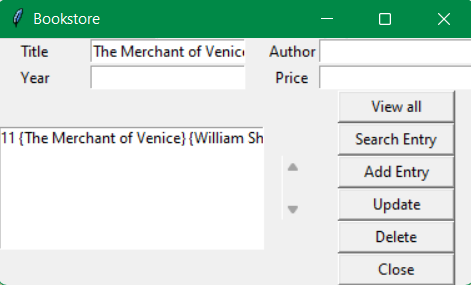 Bookstore
Title The Merchant of Venice Author
Year Price
View all
11 {The Merchant of Venice} {William Sh
Search Entry
Add Entry
Update
Delete
Close